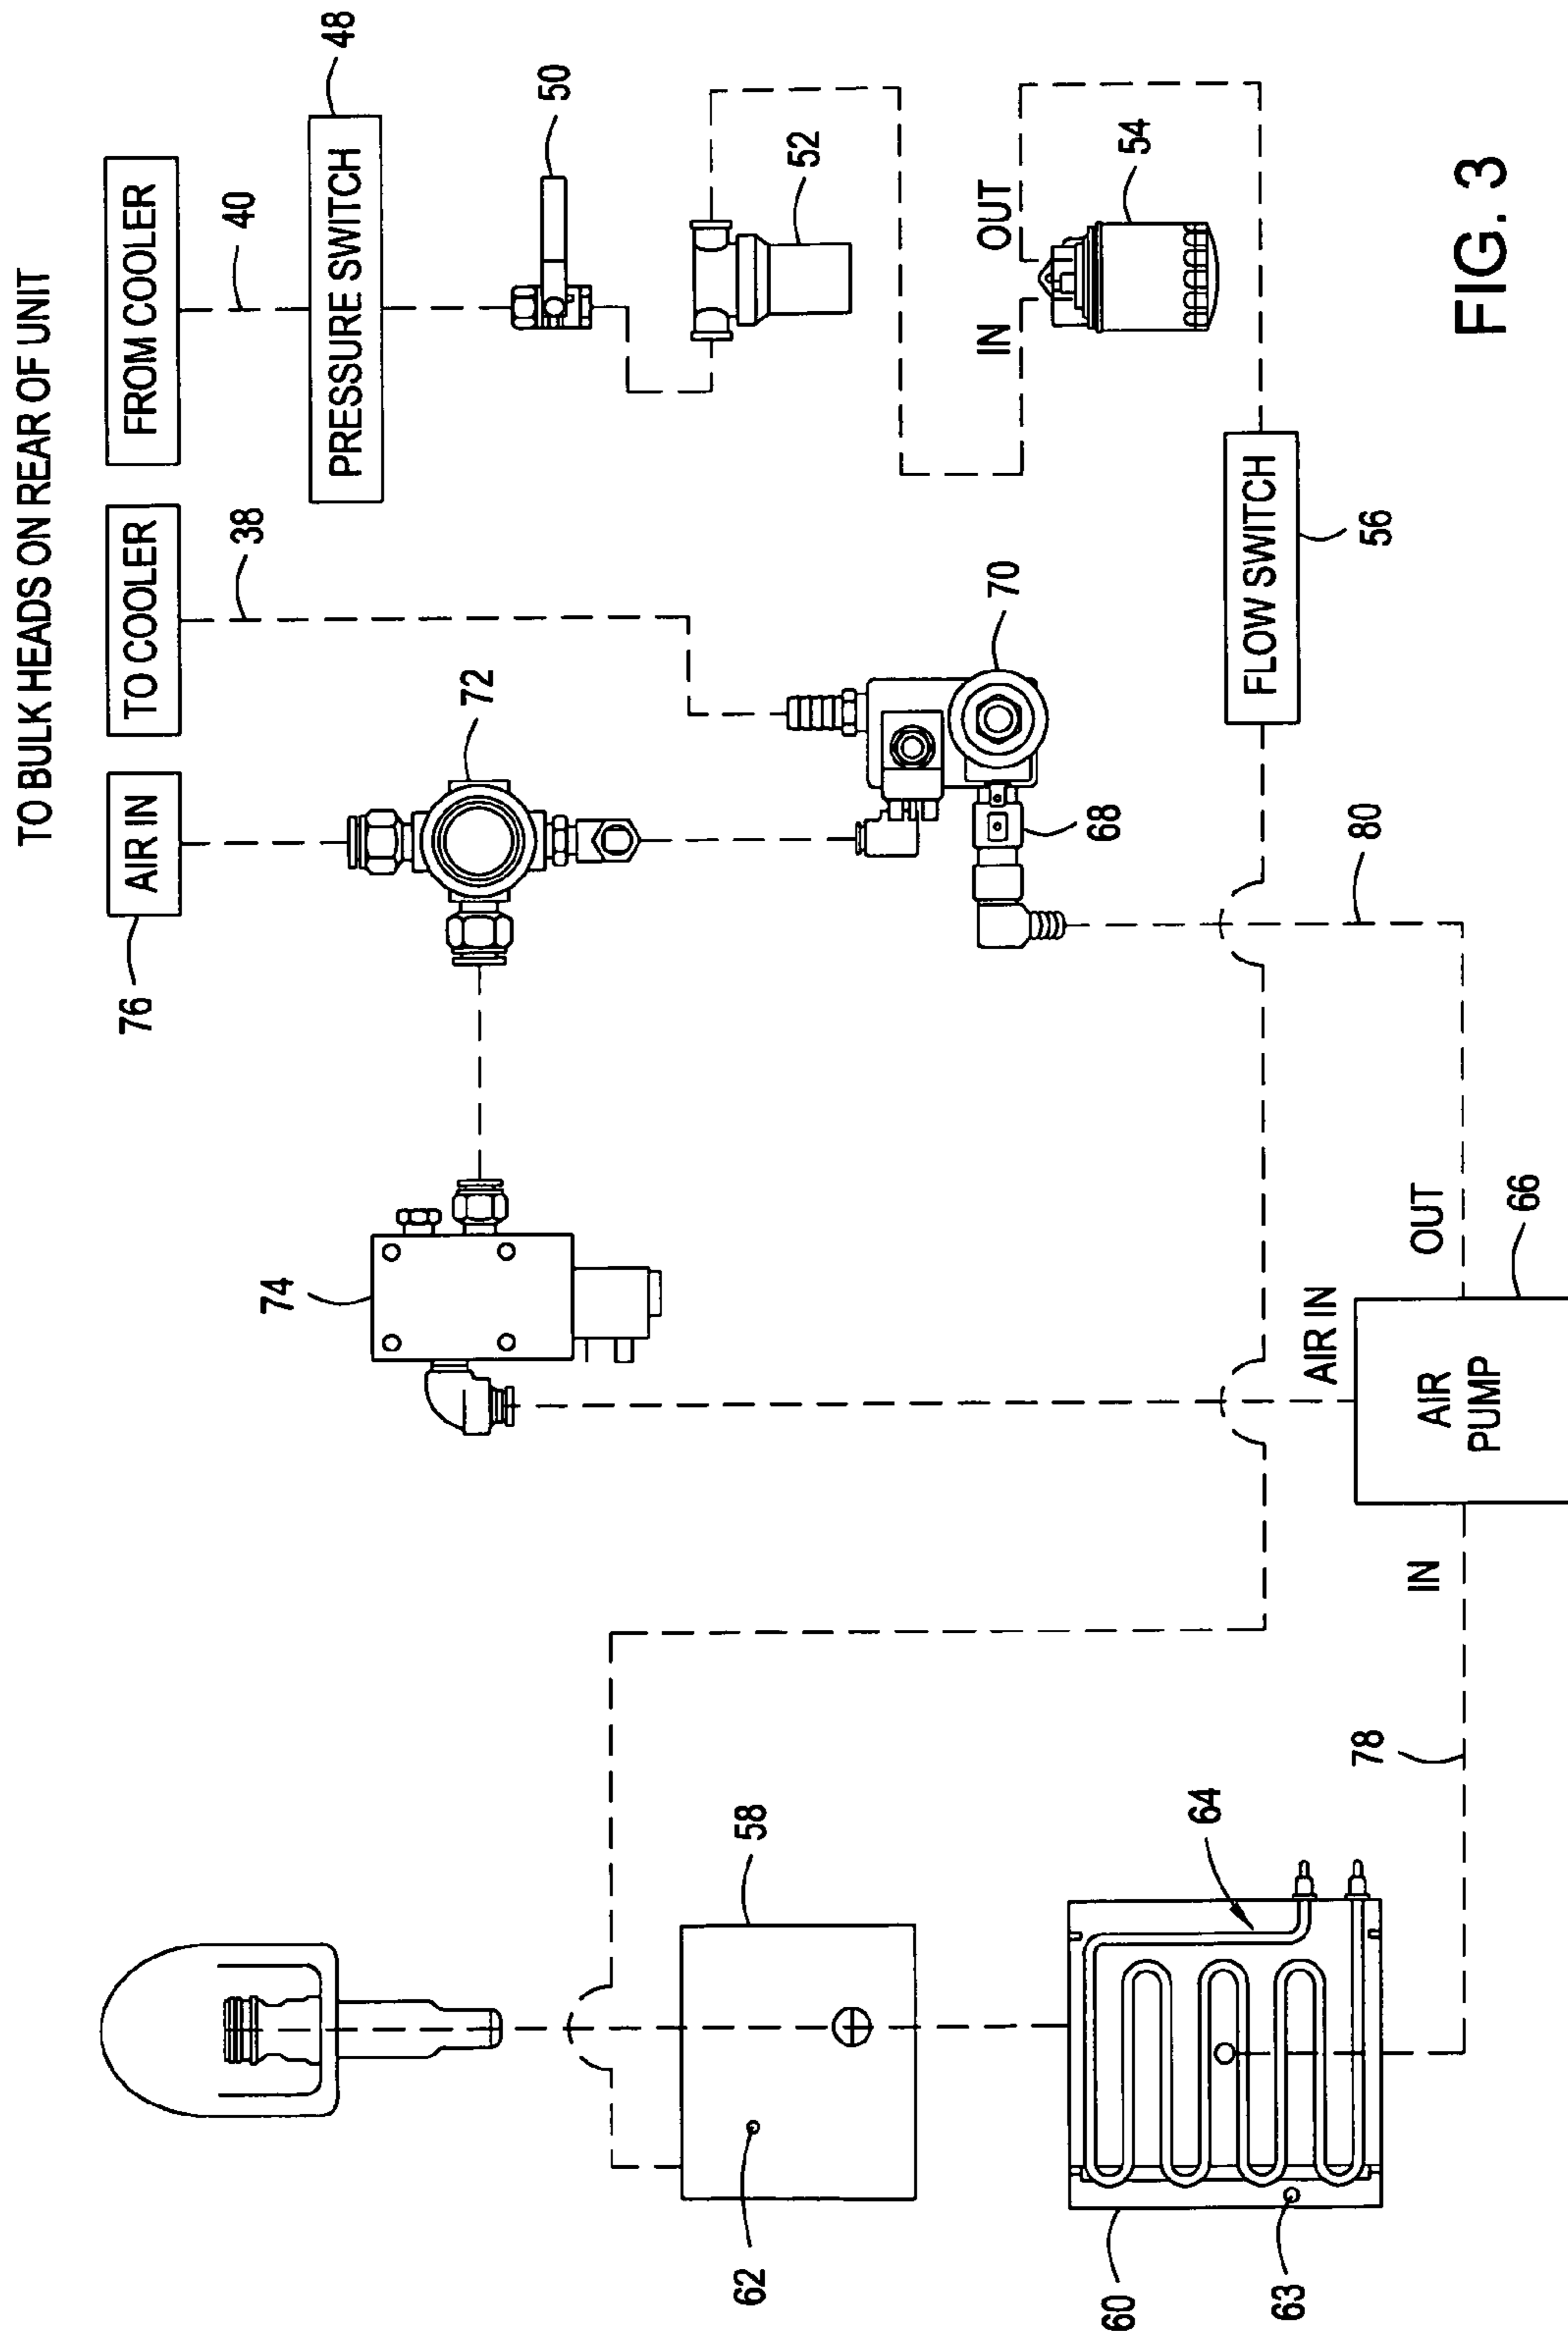 TO BULK HEADS ON REAR OF UNIT
76
AIR IN
TO COOLER
FROM COOLER
38
40
48
PRESSURE SWITCH
74
72
50
52
70
68
IN
OUT
54
58
62
FLOW SWITCH
56
80
64
60
63
78
IN
AIR IN
OUT
AIR
PUMP
66
FIG. 3